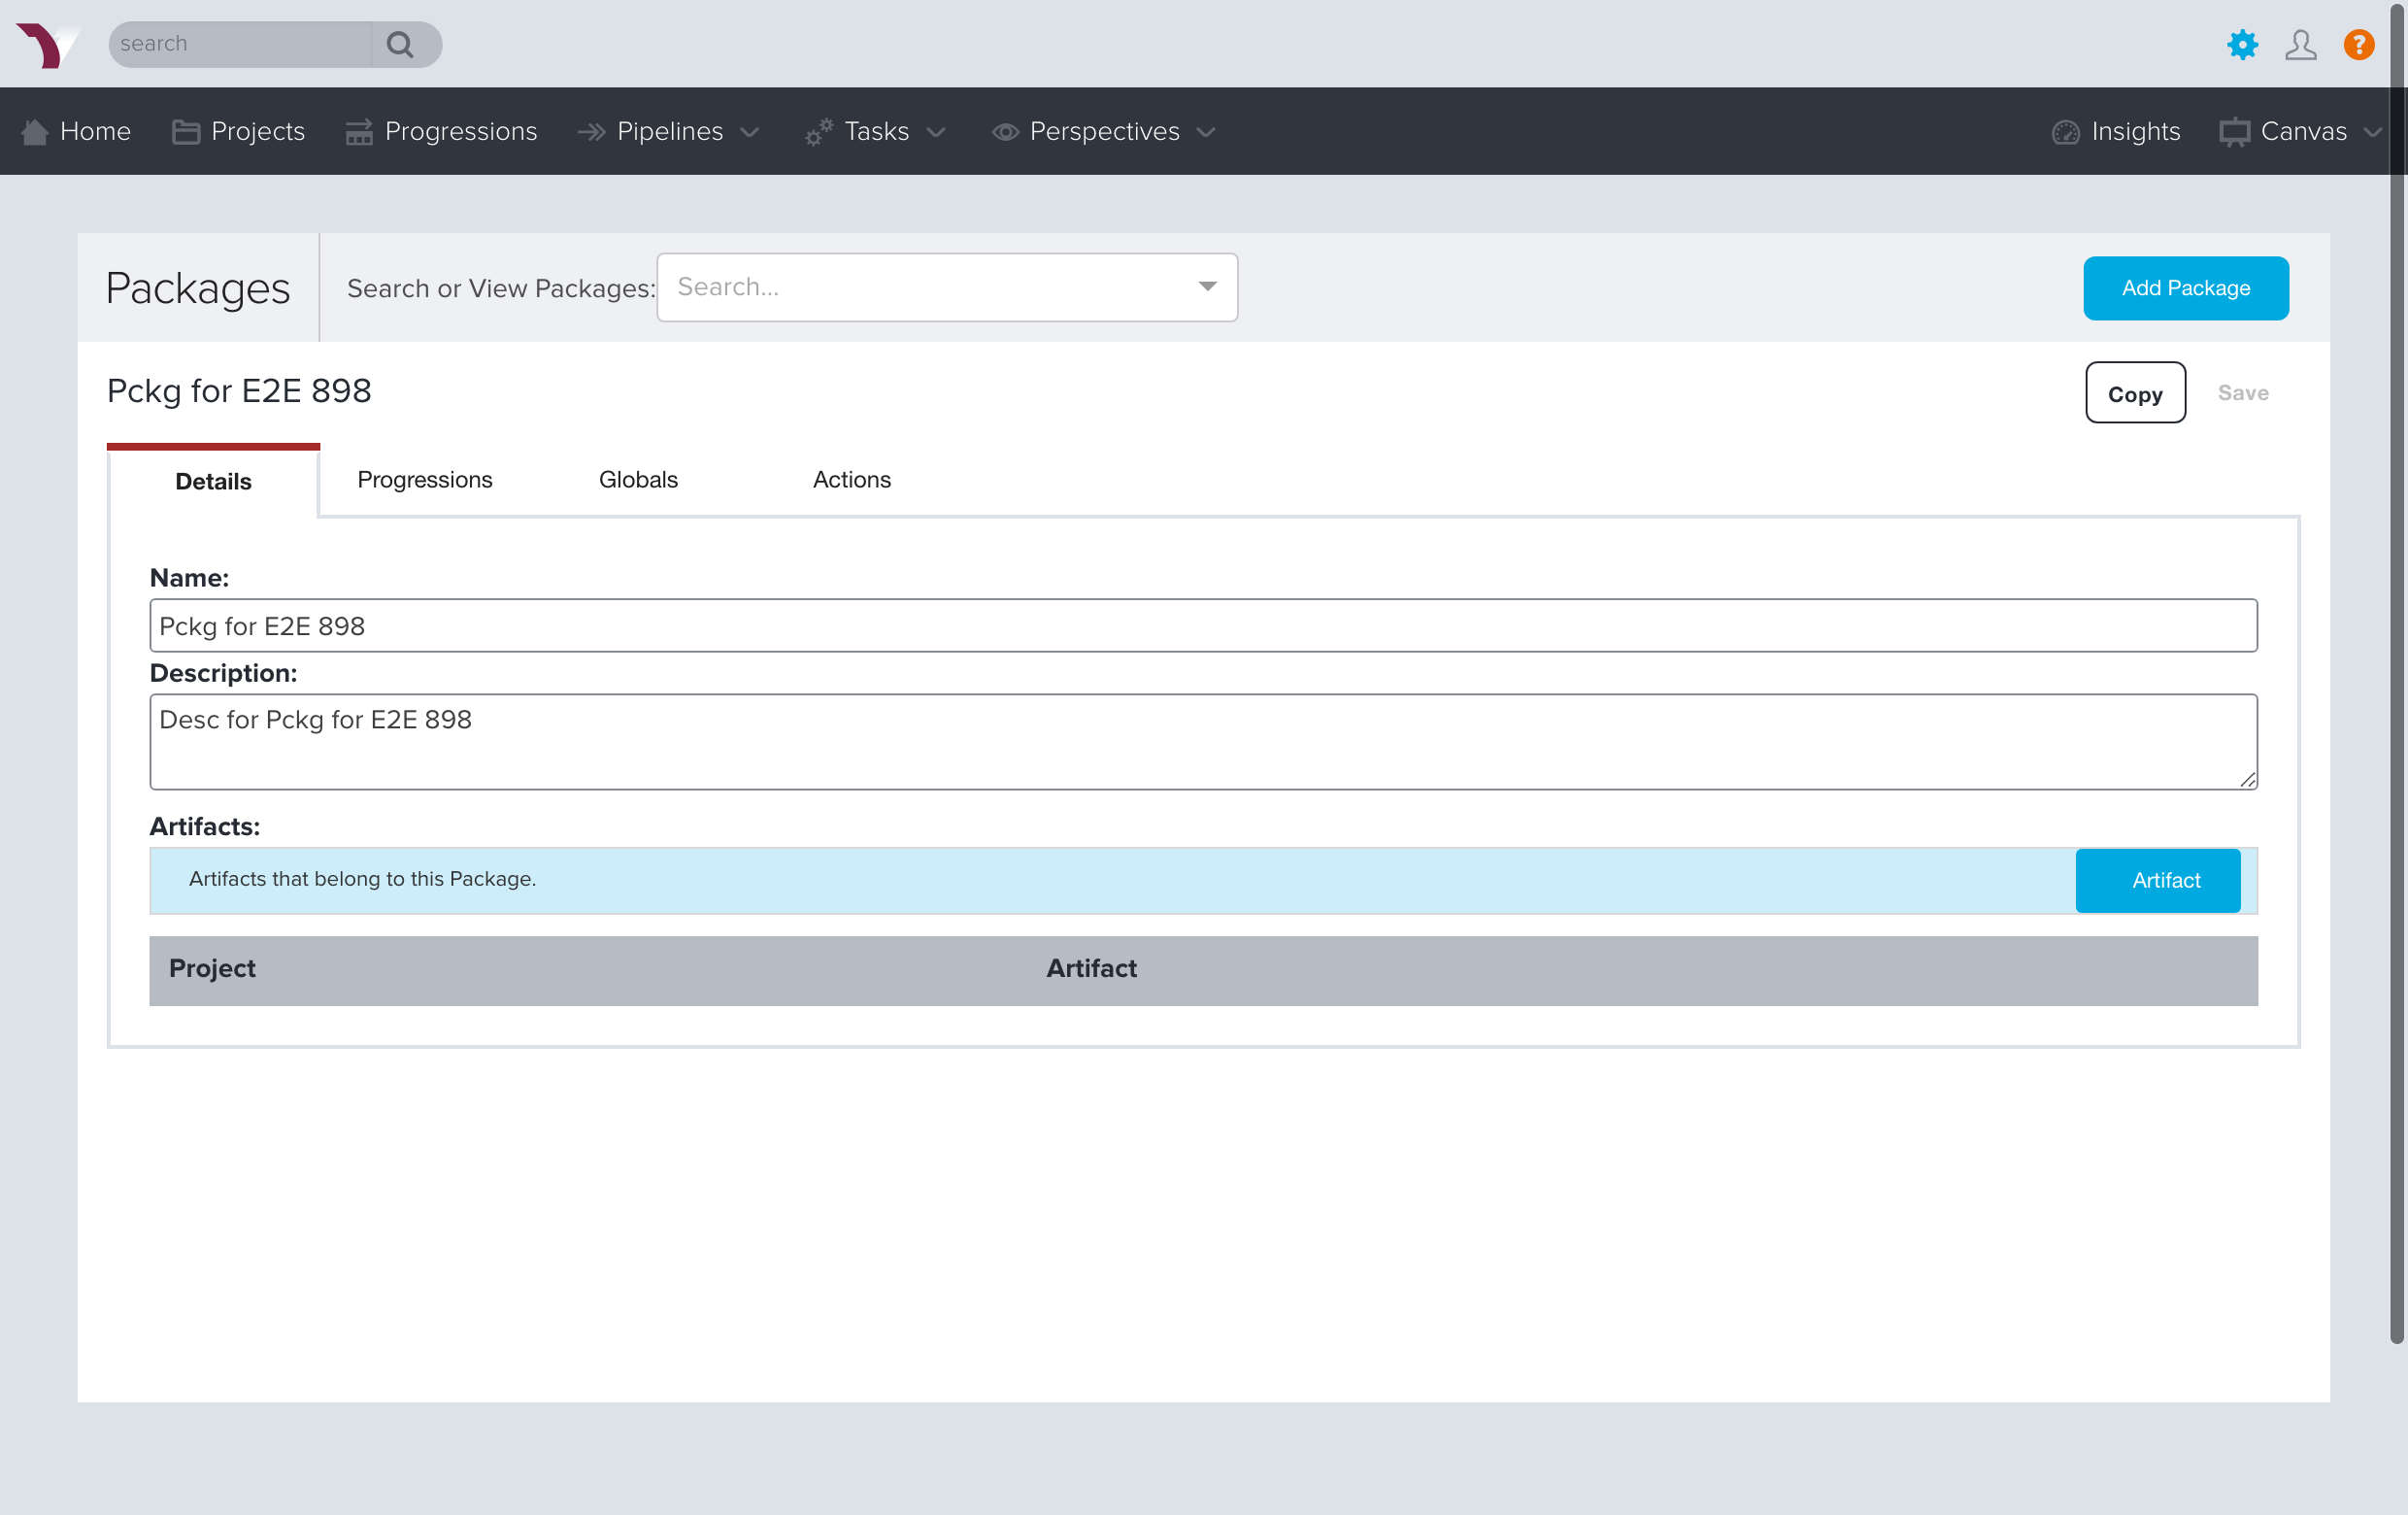 search
Home Projects Progressions Pipelines Tasks Perspectives Insights Canvas
Packages Search or View Packages: Search... Add Package
Pckg for E2E 898 Copy Save
Details Progressions Globals Actions
Name:
Pckg for E2E 898
Description:
Desc for Pckg for E2E 898
Artifacts:
Artifacts that belong to this Package. Artifact
Project Artifact